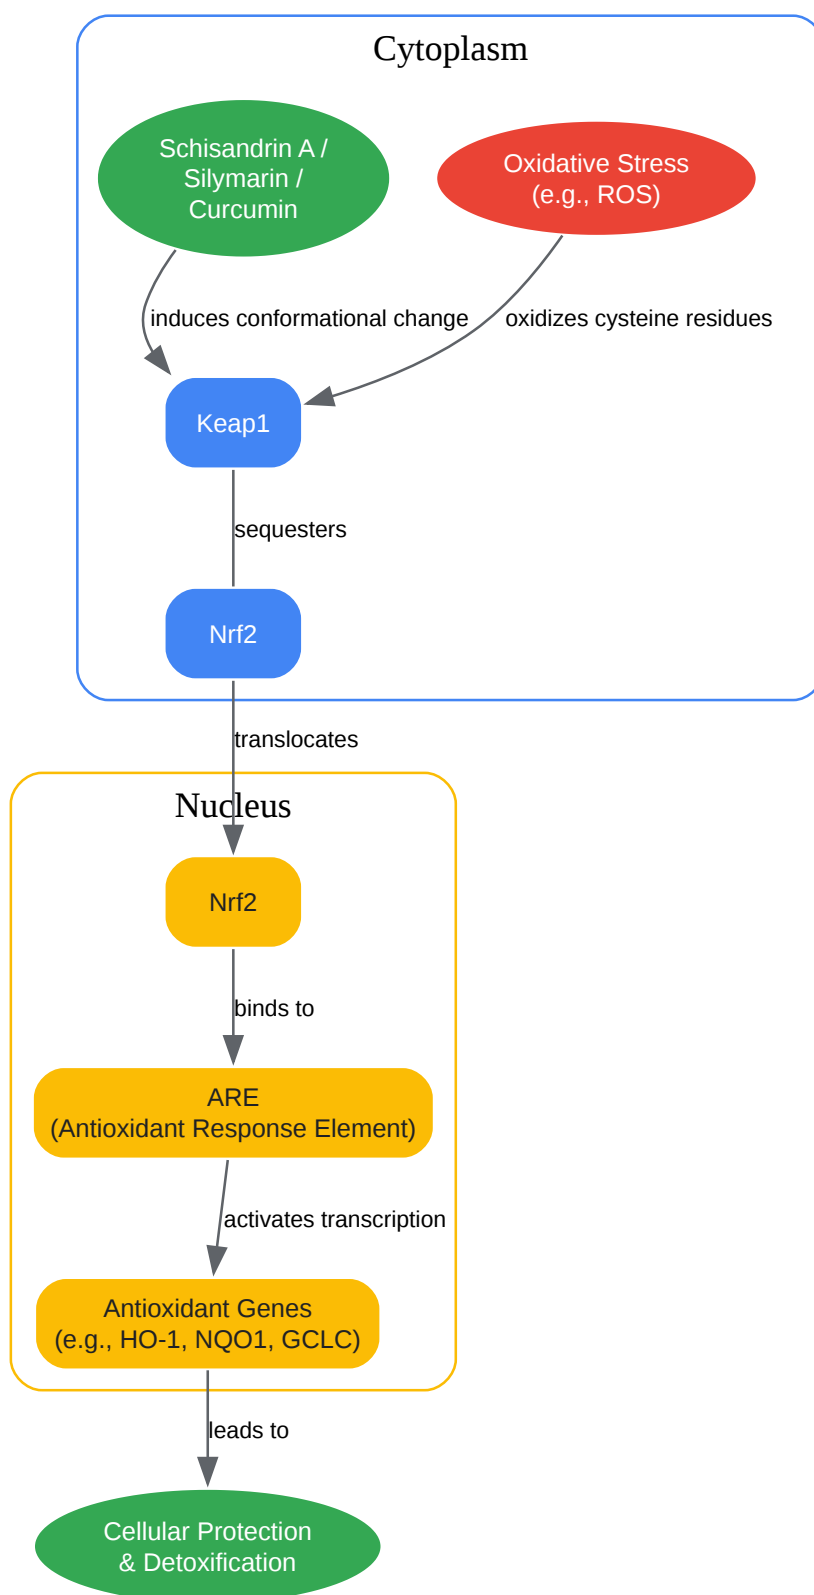 Cytoplasm
Schisandrin A /
Silymarin /
Curcumin
Oxidative Stress
(e.g., ROS)
induces conformational change
oxidizes cysteine residues
Keap1
sequesters
Nrf2
translocates
Nucleus
Nrf2
binds to
ARE
(Antioxidant Response Element)
activates transcription
Antioxidant Genes
(e.g., HO-1, NQO1, GCLC)
leads to
Cellular Protection
& Detoxification